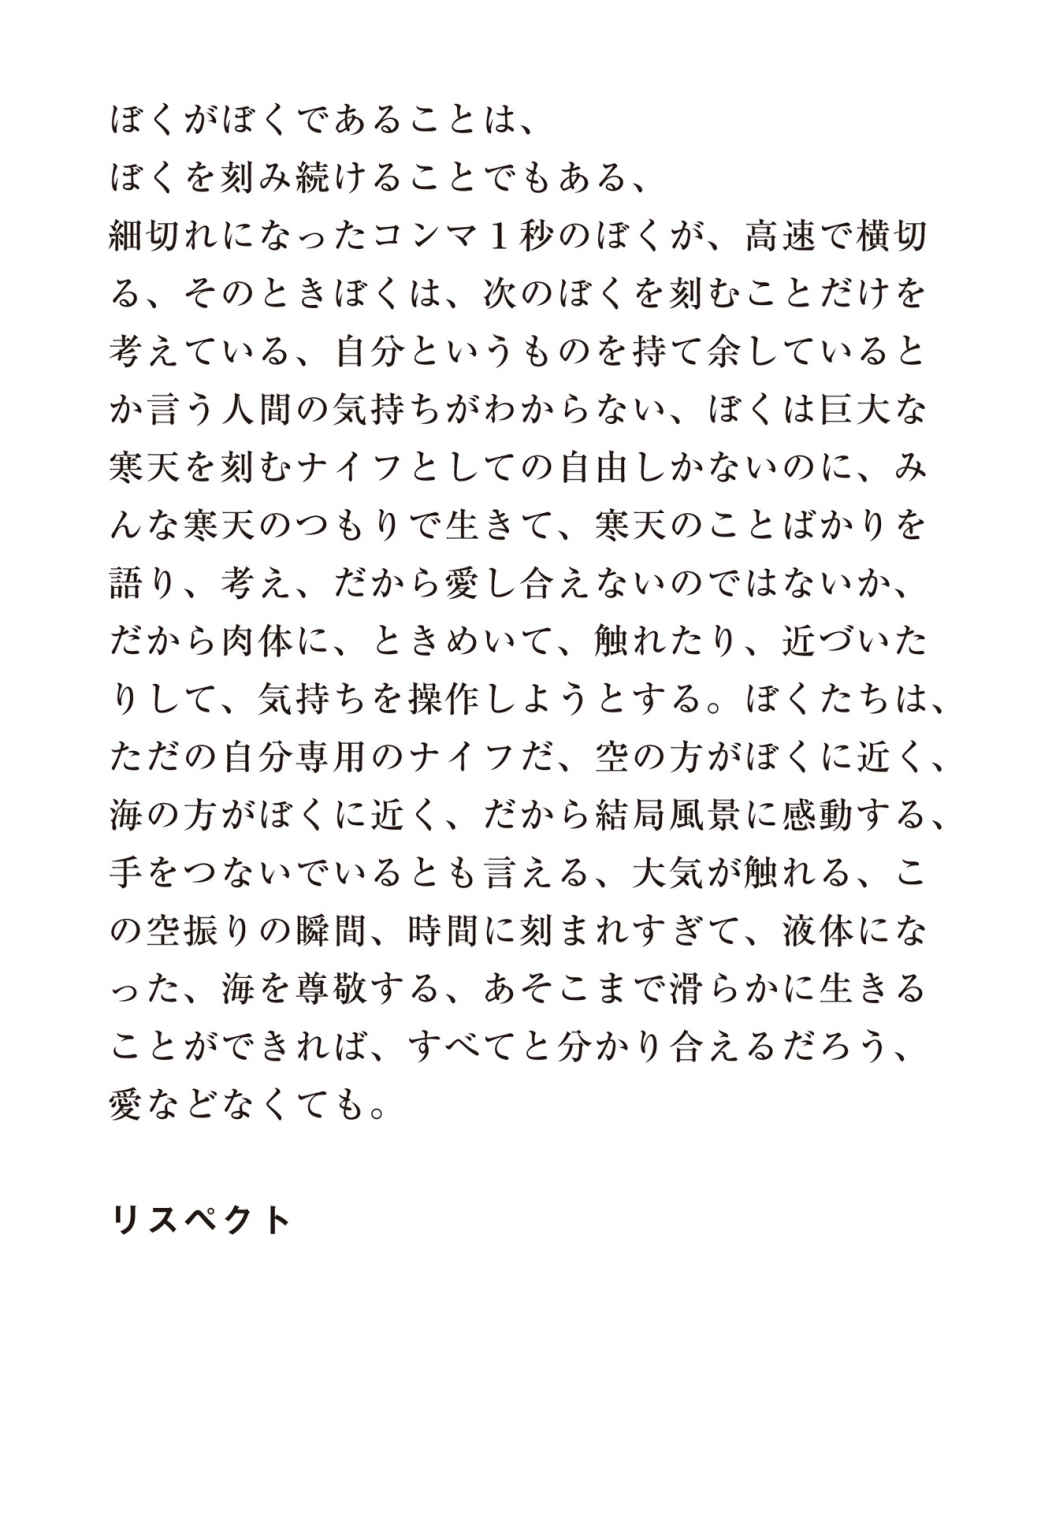 ぼくがぼくであることは、
ぼくを刻み続けることでもある、
細切れになったコンマ１秒のぼくが、高速で横切
る、そのときぼくは、次のぼくを刻むことだけを
考えている、自分というものを持て余していると
か言う人間の気持ちがわからない、ぼくは巨大な
寒天を刻むナイフとしての自由しかないのに、み
んな寒天のつもりで生きて、寒天のことばかりを
語り、考え、だから愛し合えないのではないか、
だから肉体に、ときめいて、触れたり、近づいた
りして、気持ちを操作しようとする。ぼくたちは、
ただの自分専用のナイフだ、空の方がぼくに近く、
海の方がぼくに近く、だから結局風景に感動する、
手をつないでいるとも言える、大気が触れる、こ
の空振りの瞬間、時間に刻まれすぎて、液体にな
った、海を尊敬する、あそこまで滑らかに生きる
ことができれば、すべてと分かり合えるだろう、
愛などなくても。
リスペクト